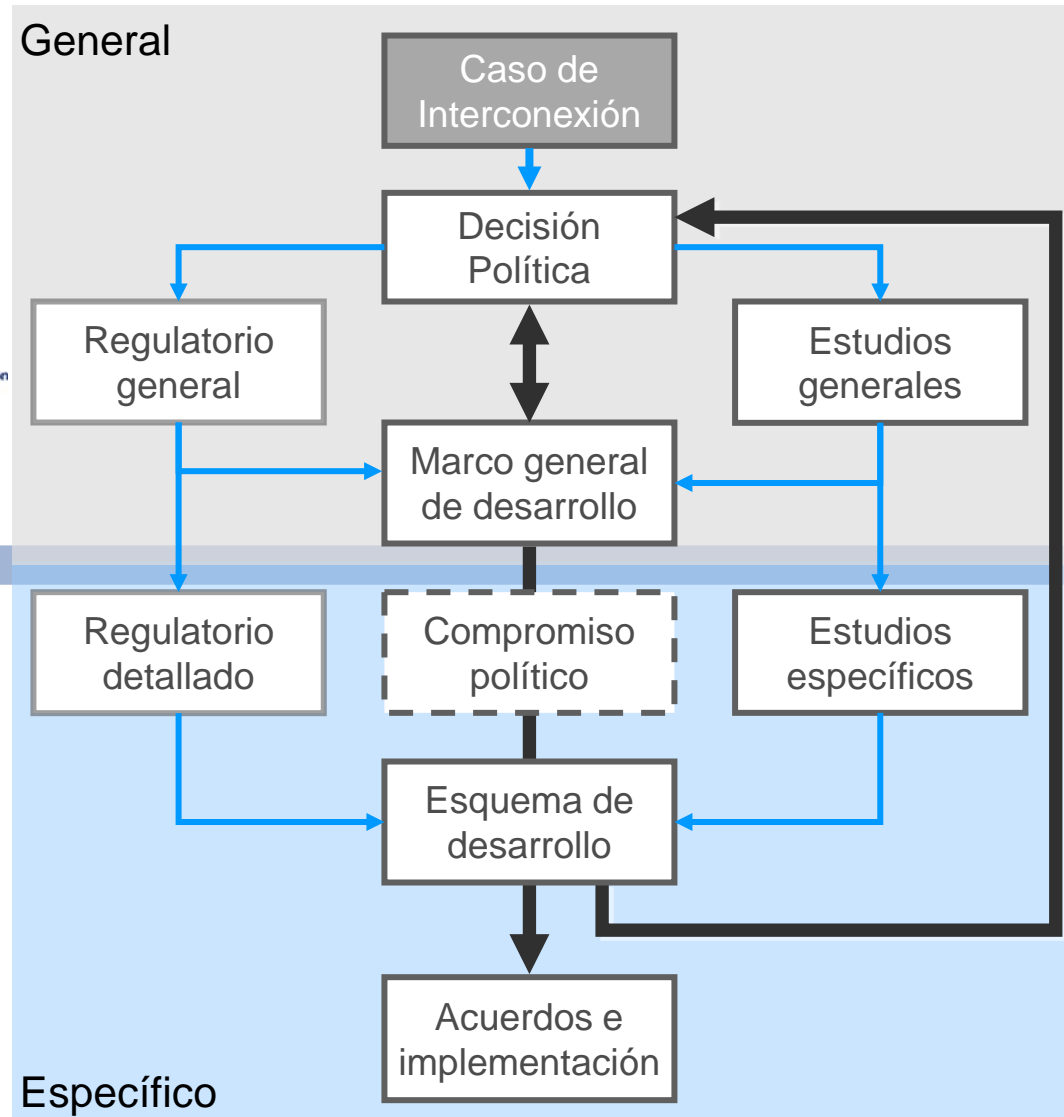 General
Caso de
Interconexión
Decisión
Política
Regulatorio
general
Estudios
generales
Marco general
de desarrollo
Regulatorio
detallado
Compromiso
político
Estudios
específicos
Esquema de
desarrollo
Acuerdos e
implementación
Específico